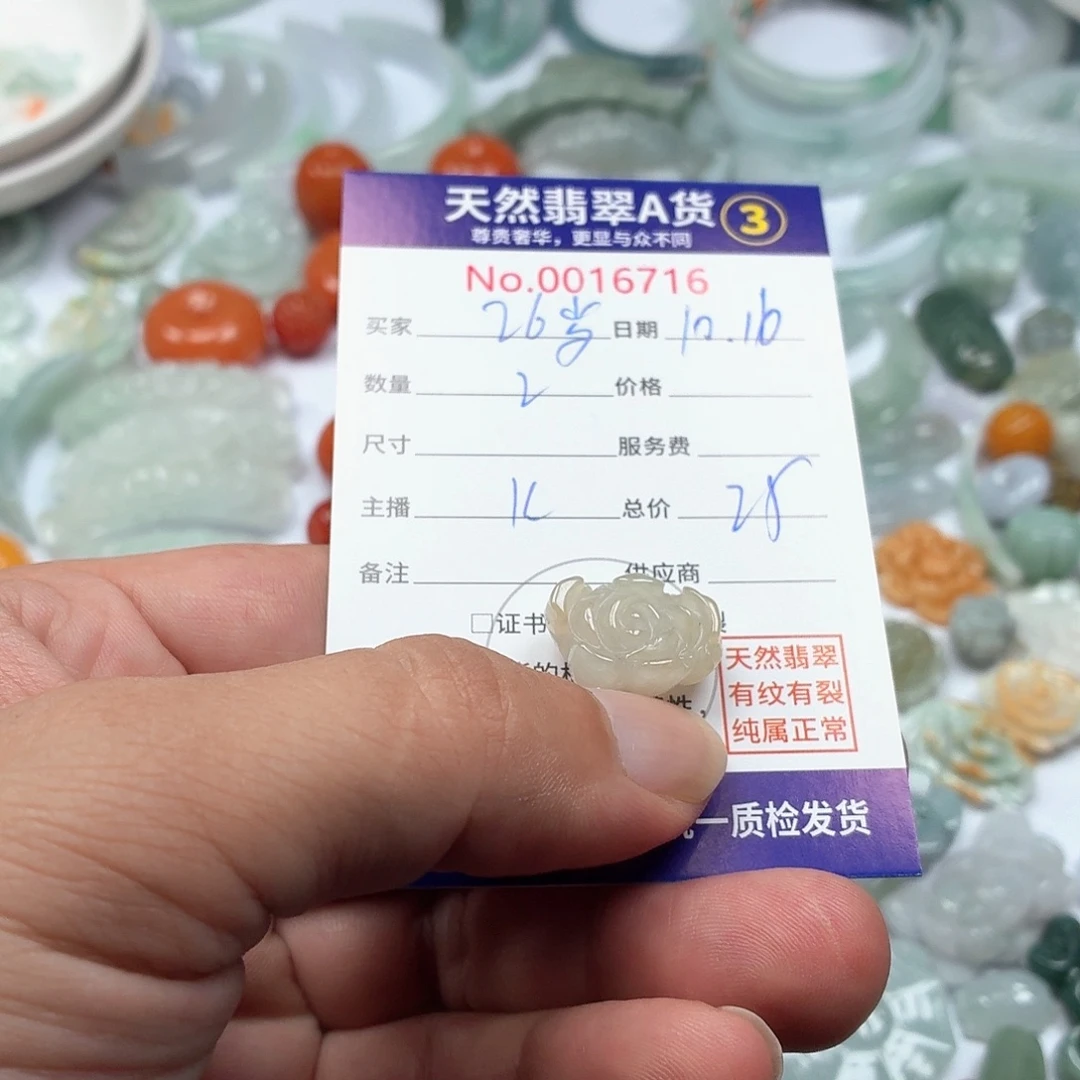 天然翡翠A货 3
尊贵奢华，更显与众不同
No.0016716
买家 26号 日期 10.16
数量 2 价格
尺寸 服务费
主播 总价 28
备注 供应商
□证书
天然翡翠
有纹有裂
纯属正常
一质检发货